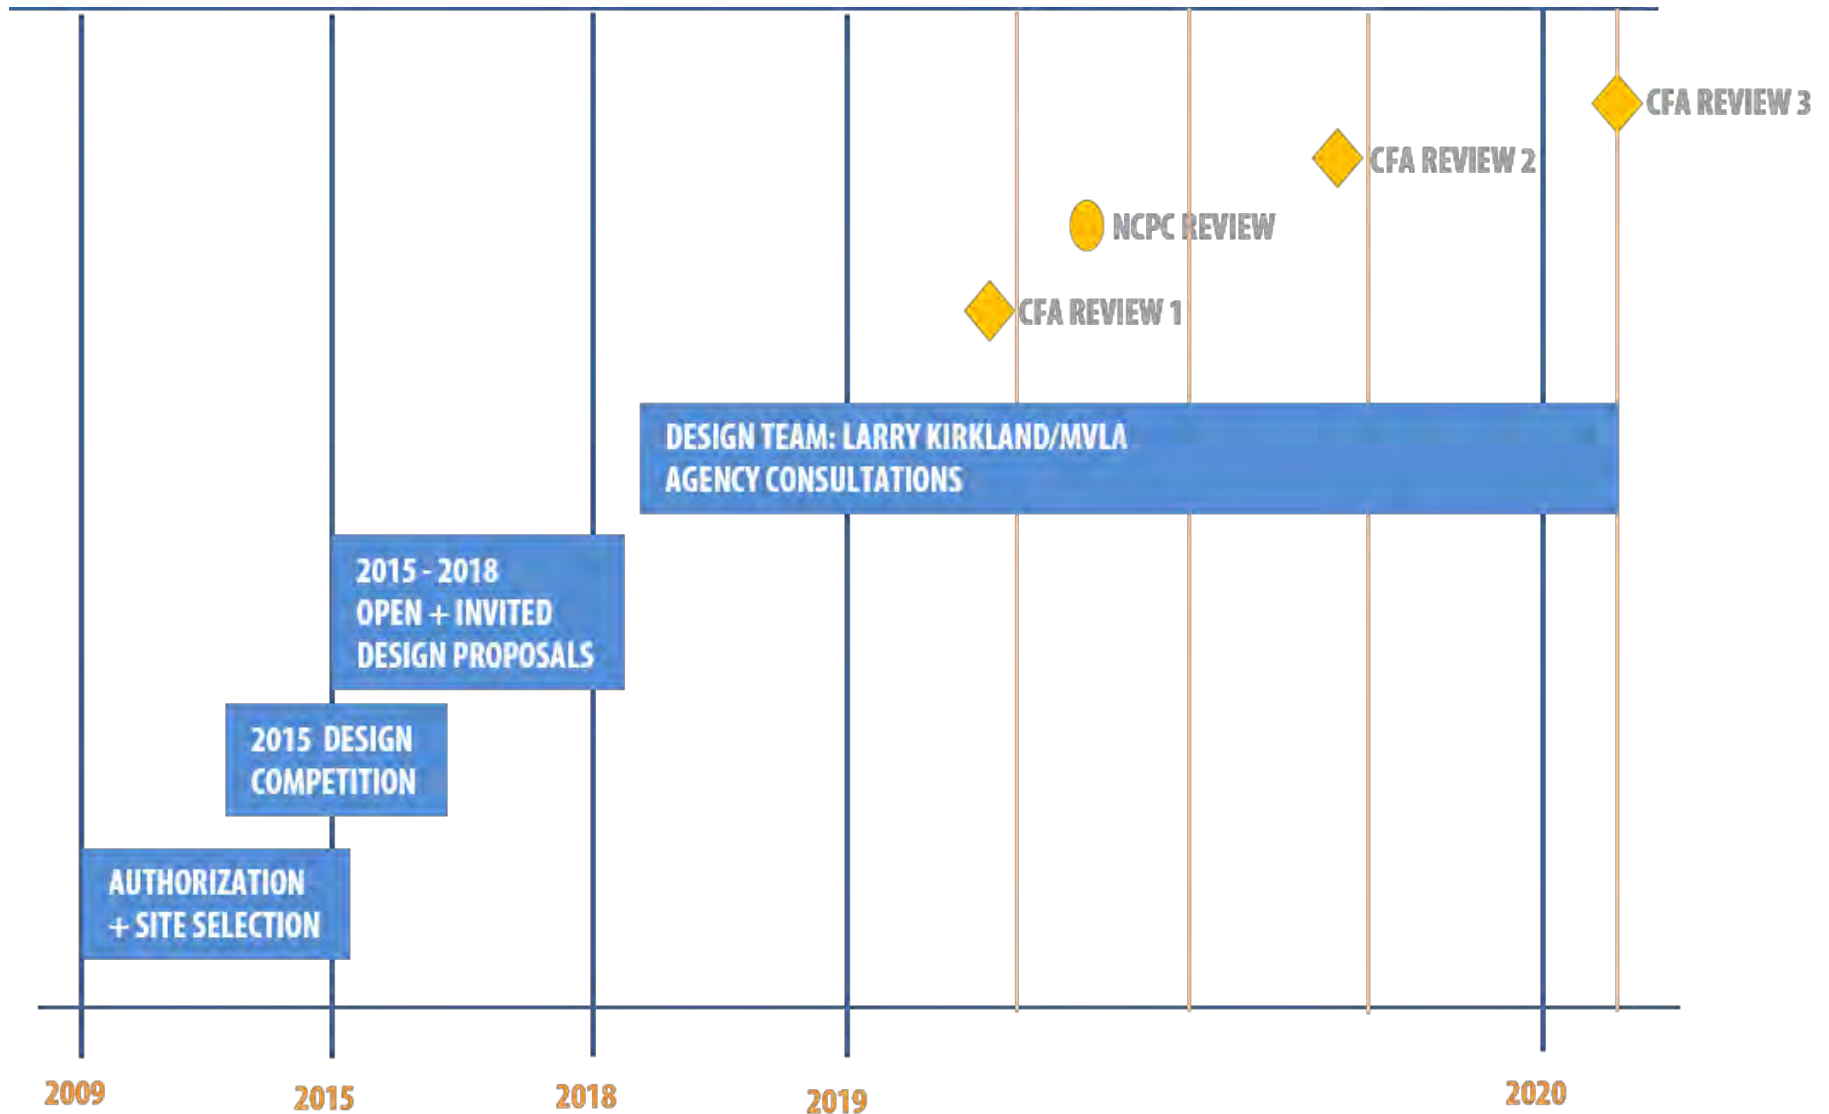 CFA REVIEW 3
CFA REVIEW 2
NCPC REVIEW
CFA REVIEW 1
DESIGN TEAM: LARRY KIRKLAND/MVLA
AGENCY CONSULTATIONS
2015 - 2018
OPEN + INVITED
DESIGN PROPOSALS
2015 DESIGN
COMPETITION
AUTHORIZATION
+ SITE SELECTION
2009
2015
2018
2019
2020